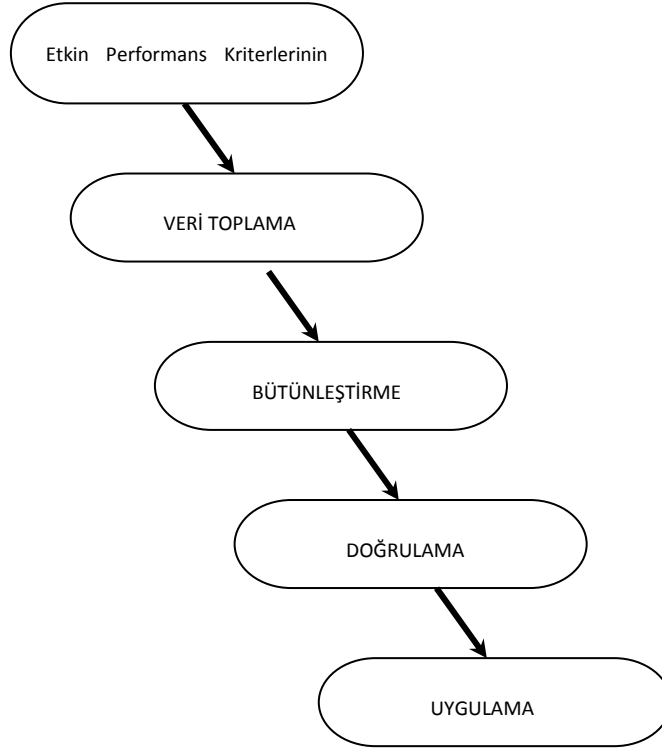 Etkin Performans Kriterlerinin
VERİ TOPLAMA
BÜTÜNLEŞTİRME
DOĞRULAMA
UYGULAMA